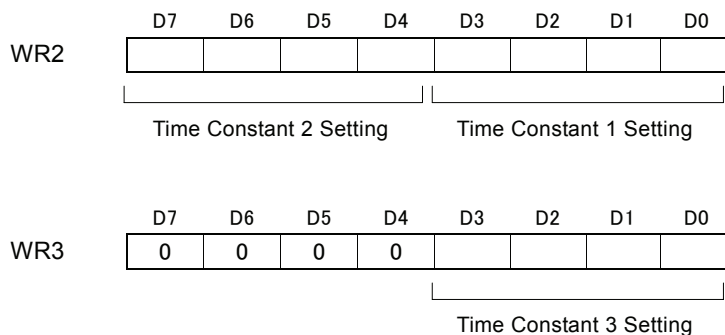 D7 D6 D5 D4 D3 D2 D1 D0
WR2
Time Constant 2 Setting Time Constant 1 Setting
D7 D6 D5 D4 D3 D2 D1 D0
WR3 0 0 0 0
Time Constant 3 Setting